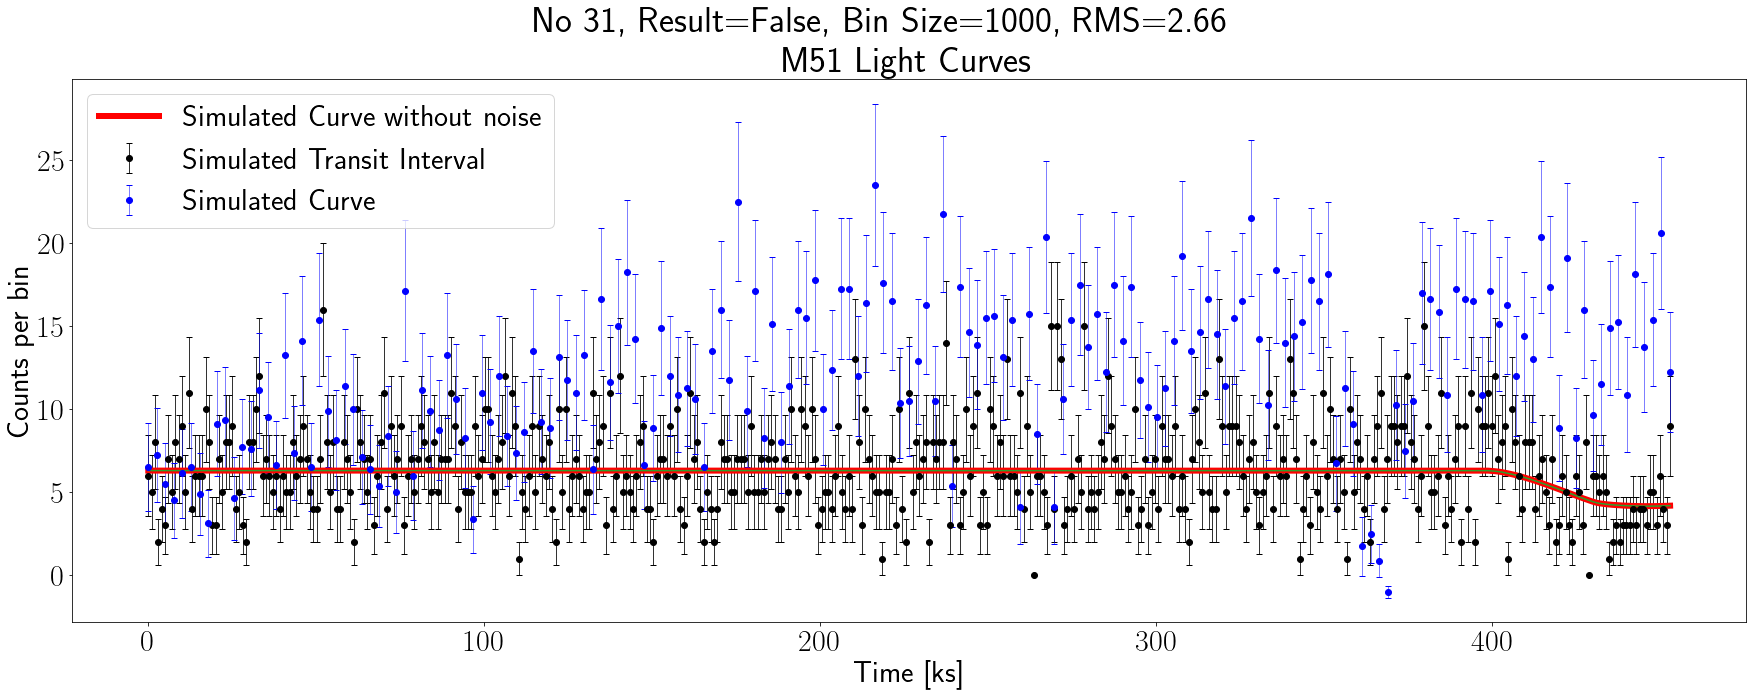 No 31, Result=False, Bin Size=1000, RMS=2.66
M51 Light Curves
Simulated Curve without noise
Simulated Transit Interval
Simulated Curve
Counts per bin
25
20
15
10
5
0
0 100 200 300 400
Time [ks]